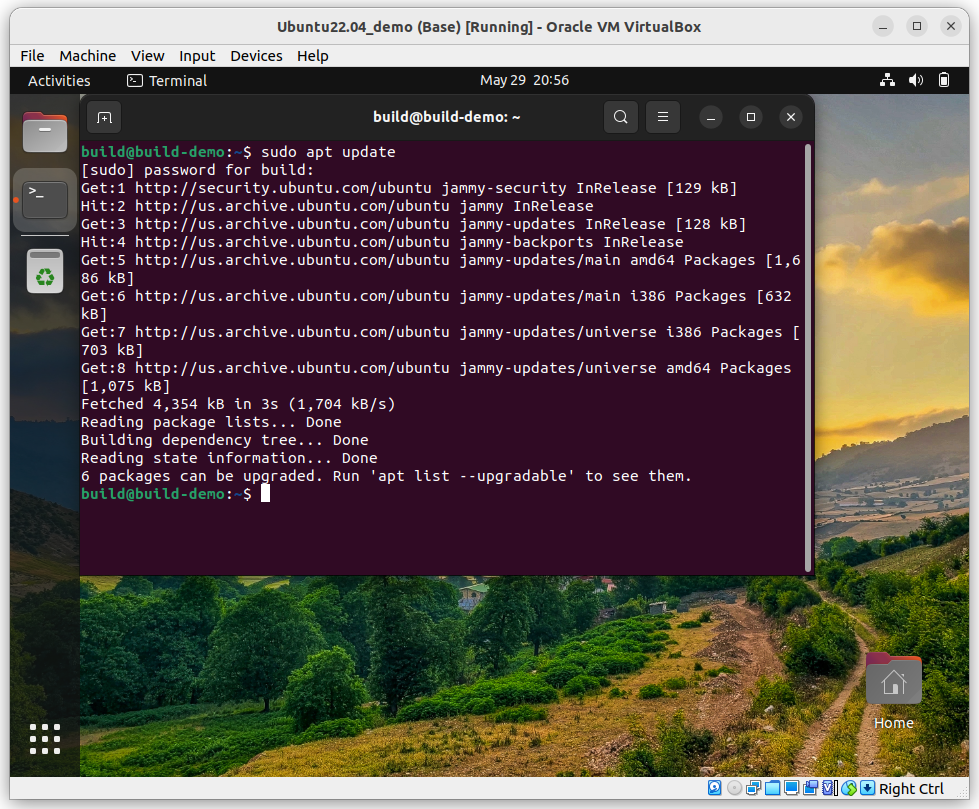 Ubuntu22.04_demo (Base) [Running] - Oracle VM VirtualBox
File Machine View Input Devices Help
Activities Terminal May 29 20:56
build@build-demo: ~
build@build-demo:~$ sudo apt update
[sudo] password for build:
Get:1 http://security.ubuntu.com/ubuntu jammy-security InRelease [129 kB]
Hit:2 http://us.archive.ubuntu.com/ubuntu jammy InRelease
Get:3 http://us.archive.ubuntu.com/ubuntu jammy-updates InRelease [128 kB]
Hit:4 http://us.archive.ubuntu.com/ubuntu jammy-backports InRelease
Get:5 http://us.archive.ubuntu.com/ubuntu jammy-updates/main amd64 Packages [1,6
86 kB]
Get:6 http://us.archive.ubuntu.com/ubuntu jammy-updates/main i386 Packages [632
kB]
Get:7 http://us.archive.ubuntu.com/ubuntu jammy-updates/universe i386 Packages [
703 kB]
Get:8 http://us.archive.ubuntu.com/ubuntu jammy-updates/universe amd64 Packages
[1,075 kB]
Fetched 4,354 kB in 3s (1,704 kB/s)
Reading package lists... Done
Building dependency tree... Done
Reading state information... Done
6 packages can be upgraded. Run 'apt list --upgradable' to see them.
build@build-demo:~$
Home
Right Ctrl